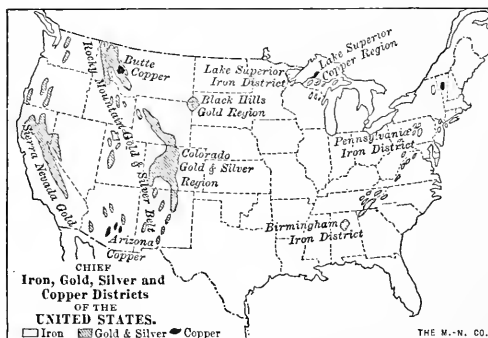 Butte
Copper
Rocky Mountain Gold & Silver Belt
Lake Superior
Iron District
Lake Superior
Copper Region
Black Hills
Gold Region
Sierra Nevada Gold
Colorado
Gold & Silver
Region
Pennsylvania
Iron District
Birmingham
Iron District
Arizona
Copper
CHIEF
Iron, Gold, Silver and
Copper Districts
OF THE
UNITED STATES.
Iron Gold & Silver Copper
THE M.-N. CO.